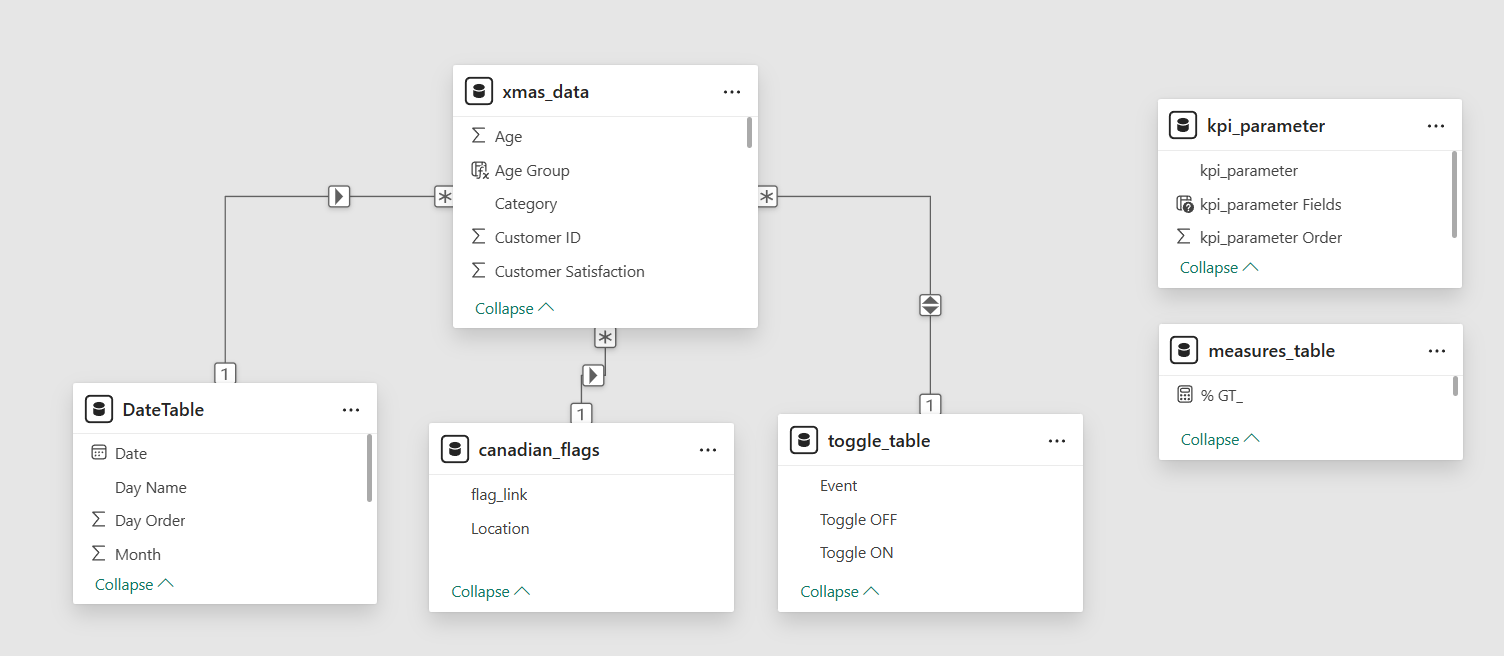 xmas_data
Age
Age Group
Category
Customer ID
Customer Satisfaction
Collapse
*
*
*
1
1
1
DateTable
Date
Day Name
Day Order
Month
Collapse
canadian_flags
flag_link
Location
Collapse
toggle_table
Event
Toggle OFF
Toggle ON
Collapse
kpi_parameter
kpi_parameter
kpi_parameter Fields
kpi_parameter Order
Collapse
measures_table
% GT_
Collapse